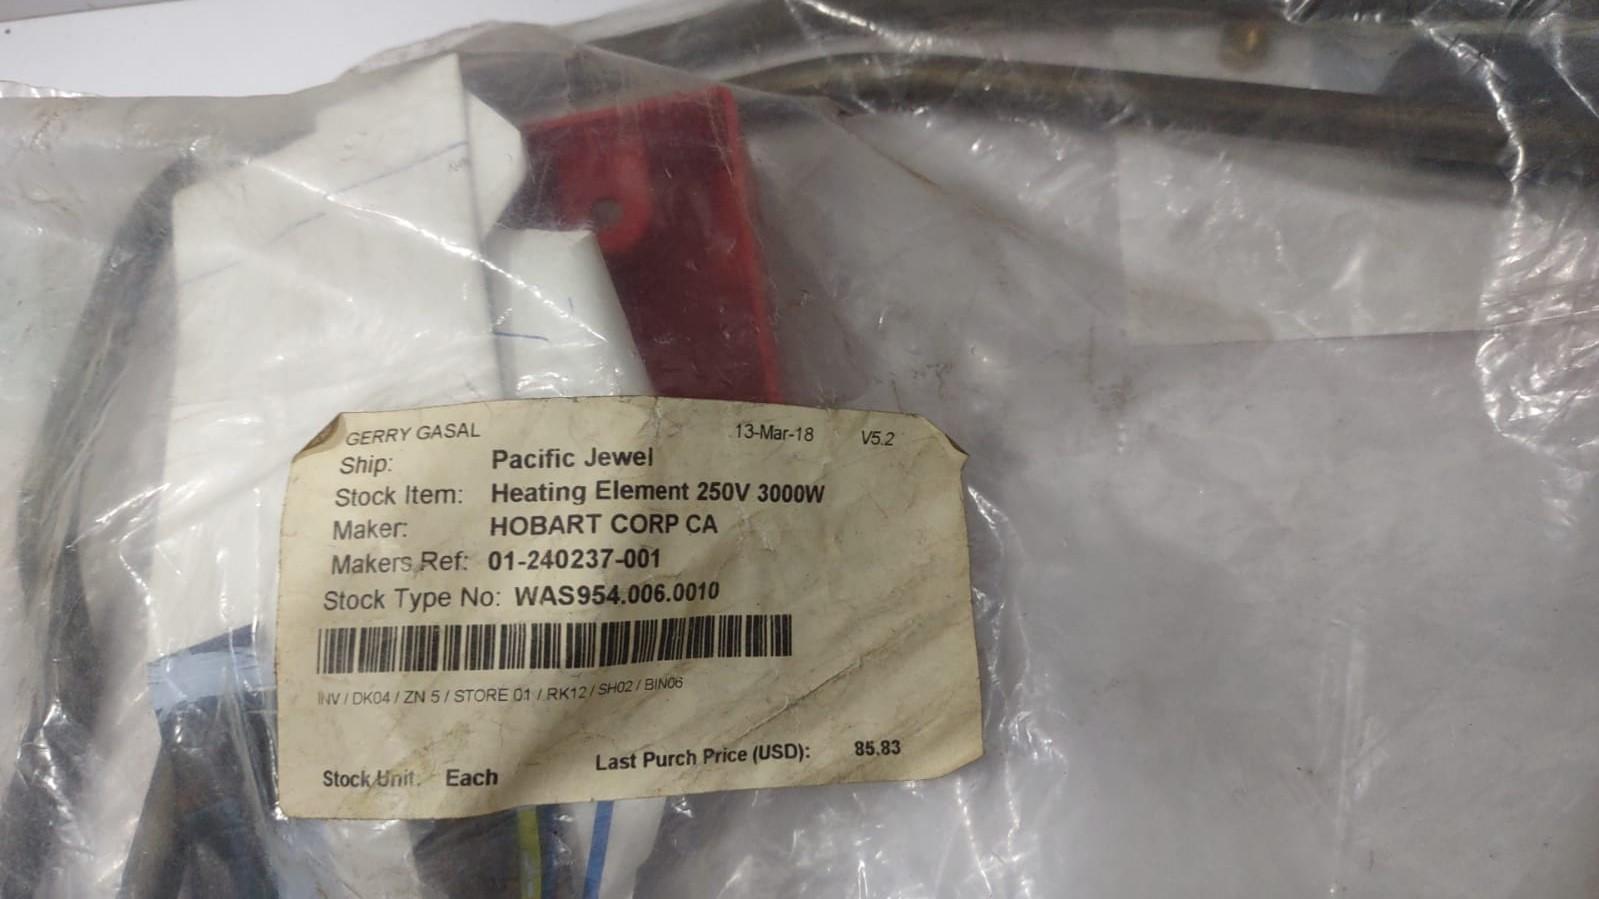 GERRY GASAL 13-Mar-18 V5.2
Ship: Pacific Jewel
Stock Item: Heating Element 250V 3000W
Maker: HOBART CORP CA
Makers Ref: 01-240237-001
Stock Type No: WAS954.006.0010
INV / DK04 / ZN 5 / STORE 01 / RK12 / SH02 / BIN06
Last Purch Price (USD): 85.83
Stock Unit: Each